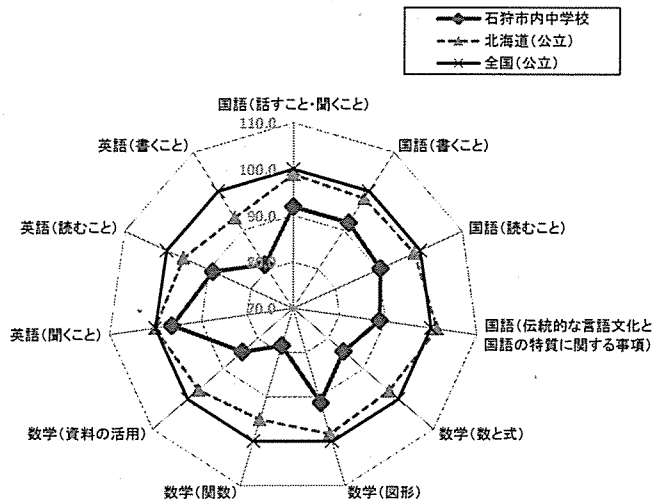 石狩市内中学校
北海道(公立)
全国(公立)
国語(話すこと・聞くこと)
110.0
英語(書くこと)
国語(書くこと)
100.0
90.0
英語(読むこと)
国語(読むこと)
70.0
英語(聞くこと)
国語(伝統的な言語文化と
国語の特質に関する事項)
数学(資料の活用)
数学(数と式)
数学(関数)
数学(図形)